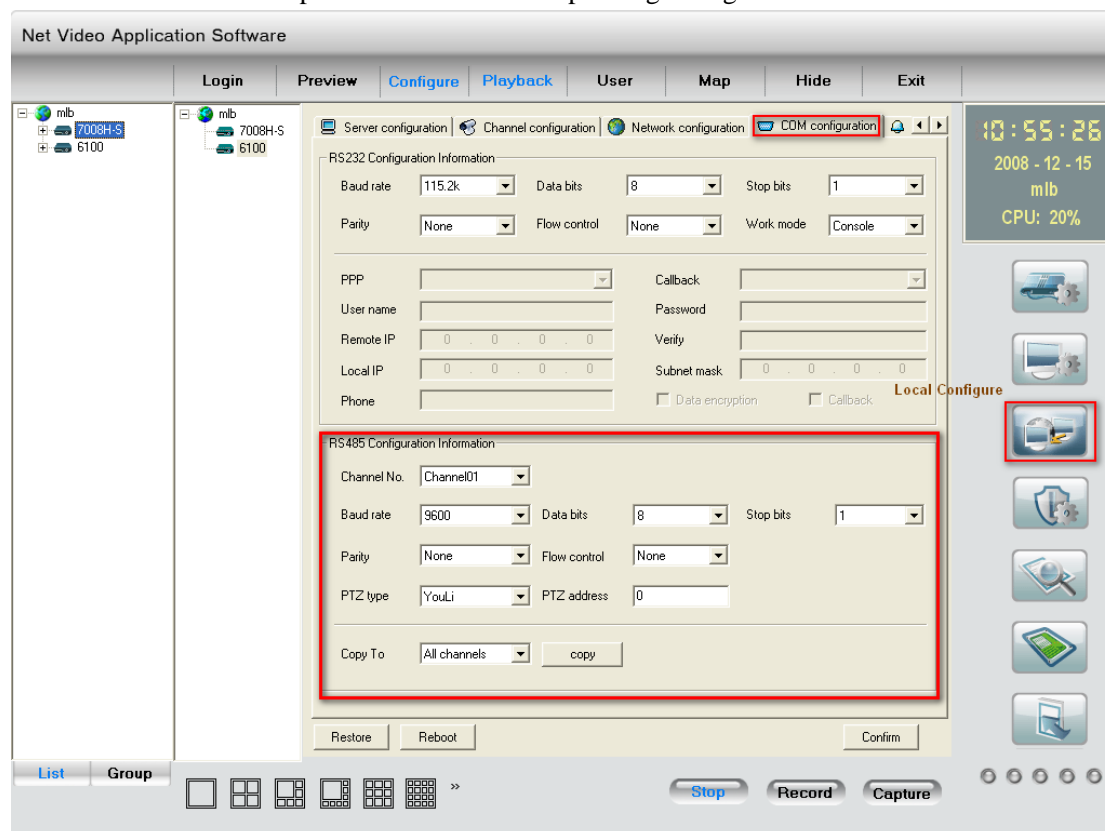 Net Video Application Software
Login Preview Configure Playback User Map Hide Exit
mlb
7008H-S
6100
mlb
7008H-S
6100
Server configuration Channel configuration Network configuration COM configuration
10:55:26
2008 - 12 - 15
mlb
CPU: 20%
RS232 Configuration Information
Baud rate 115.2k Data bits 8 Stop bits 1
Parity None Flow control None Work mode Console
PPP Callback
User name Password
Remote IP 0 . 0 . 0 . 0 Verify
Local IP 0 . 0 . 0 . 0 Subnet mask 0 . 0 . 0 . 0
Phone Data encryption Callback
Local Configure
RS485 Configuration Information
Channel No. Channel01
Baud rate 9600 Data bits 8 Stop bits 1
Parity None Flow control None
PTZ type YouLi PTZ address 0
Copy To All channels copy
Restore Reboot Confirm
List Group
» Stop Record Capture